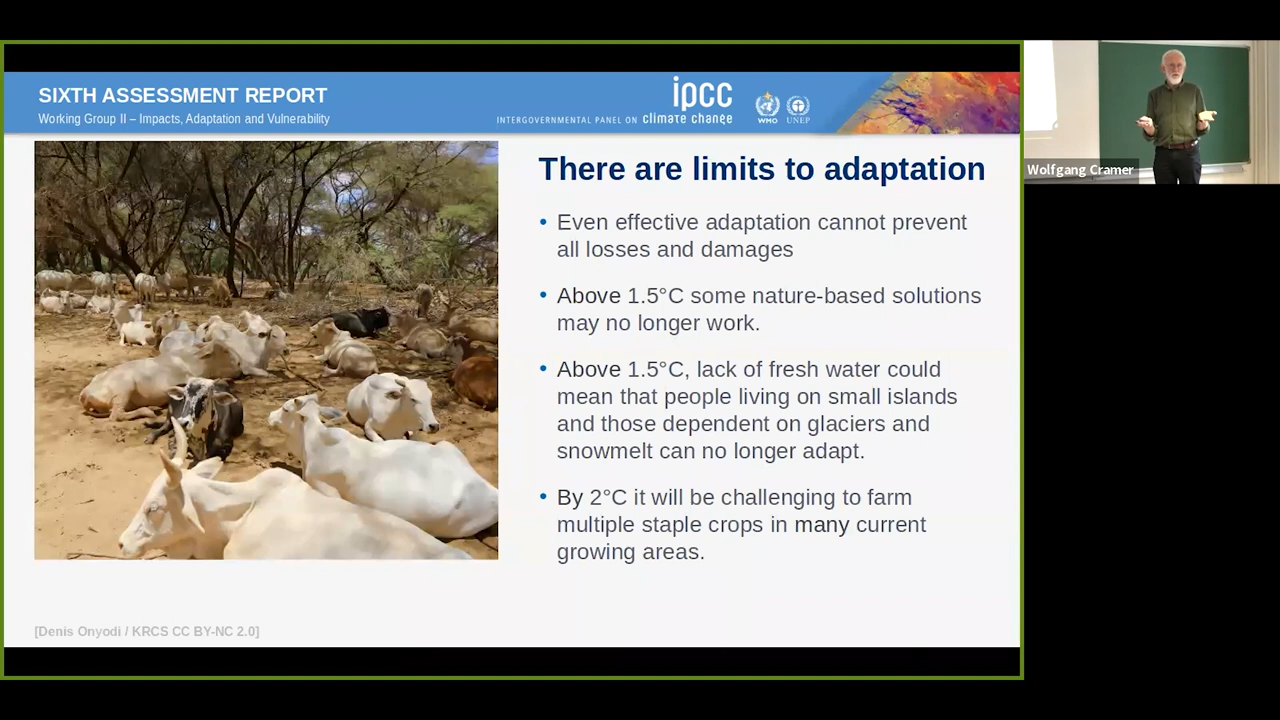 SIXTH ASSESSMENT REPORT
Working Group II – Impacts, Adaptation and Vulnerability
ipcc
INTERGOVERNMENTAL PANEL ON climate change
WMO
UNEP
Wolfgang Cramer
There are limits to adaptation
• Even effective adaptation cannot prevent
all losses and damages
• Above 1.5°C some nature-based solutions
may no longer work.
• Above 1.5°C, lack of fresh water could
mean that people living on small islands
and those dependent on glaciers and
snowmelt can no longer adapt.
• By 2°C it will be challenging to farm
multiple staple crops in many current
growing areas.
[Denis Onyodi / KRCS CC BY-NC 2.0]